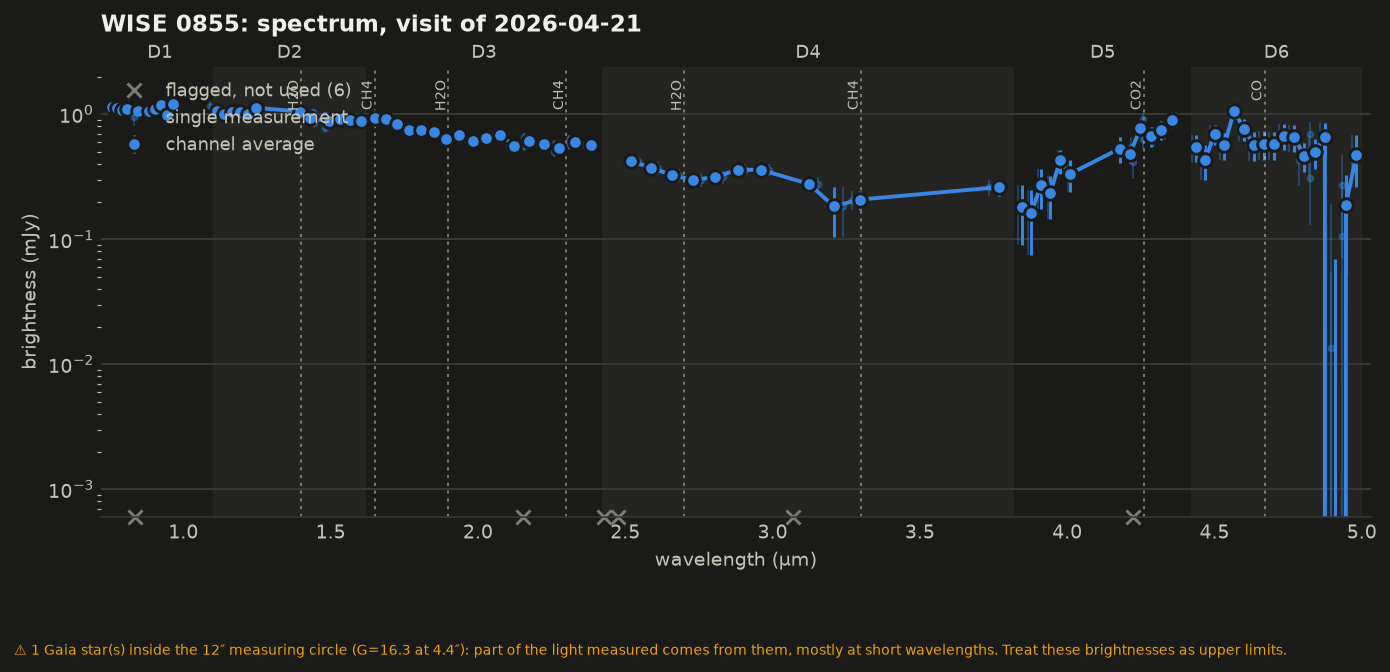 WISE 0855: spectrum, visit of 2026-04-21
D1 D2 D3 D4 D5 D6
H2O CH4 H2O CH4 H2O CH4 CO2 CO
flagged, not used (6)
single measurement
channel average
brightness (mJy)
10⁰
10⁻¹
10⁻²
10⁻³
1.0 1.5 2.0 2.5 3.0 3.5 4.0 4.5 5.0
wavelength (µm)
⚠ 1 Gaia star(s) inside the 12″ measuring circle (G=16.3 at 4.4″): part of the light measured comes from them, mostly at short wavelengths. Treat these brightnesses as upper limits.